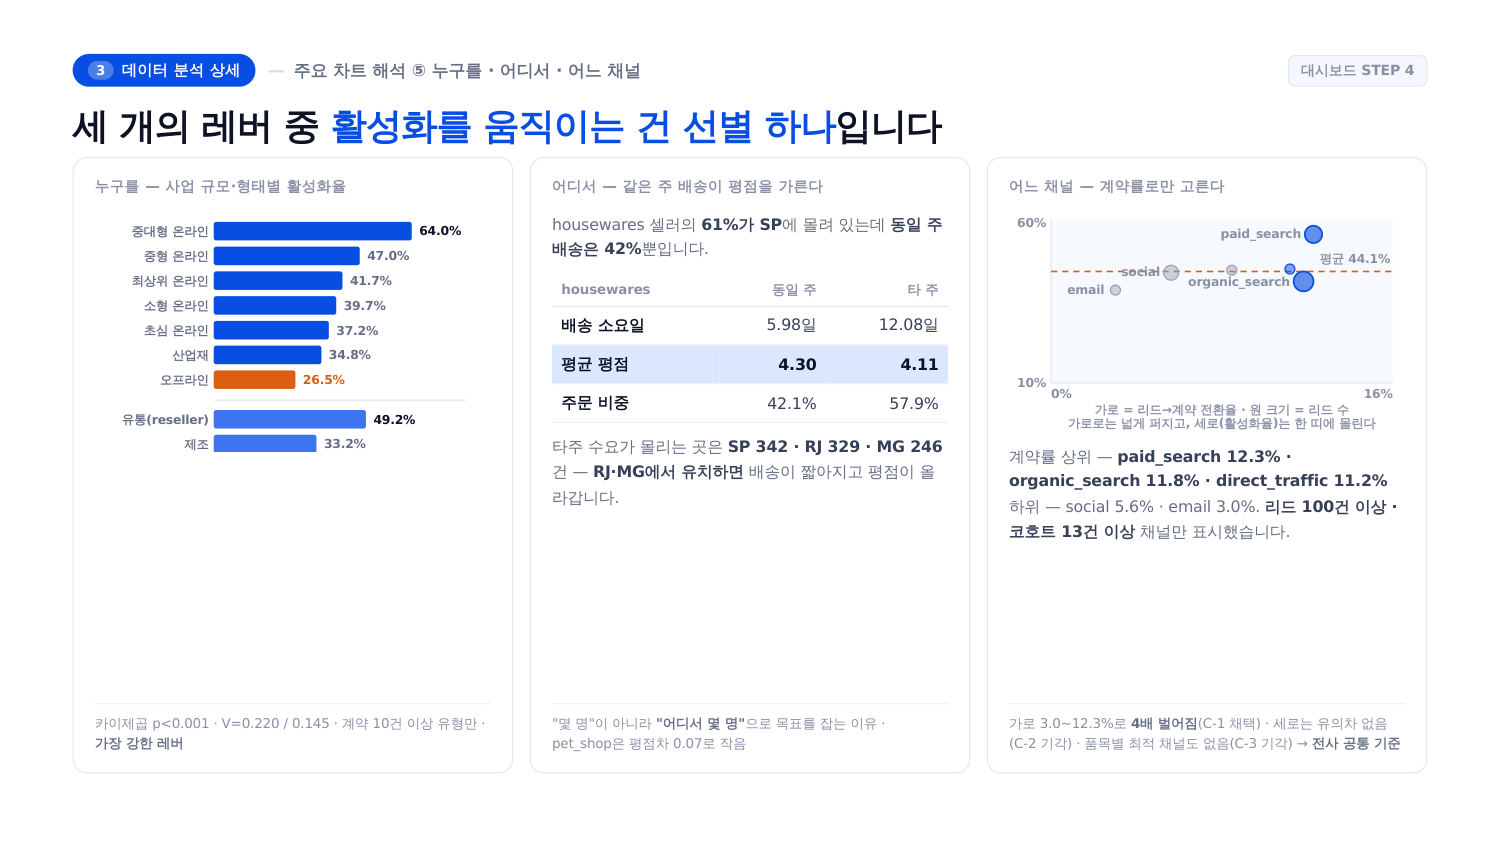 3 데이터 분석 상세 — 주요 차트 해석 ⑤ 누구를 · 어디서 · 어느 채널
대시보드 STEP 4
세 개의 레버 중 활성화를 움직이는 건 선별 하나입니다
누구를 — 사업 규모·형태별 활성화율
중대형 온라인 64.0%
중형 온라인 47.0%
최상위 온라인 41.7%
소형 온라인 39.7%
초심 온라인 37.2%
산업재 34.8%
오프라인 26.5%
유통(reseller) 49.2%
제조 33.2%
카이제곱 p<0.001 · V=0.220 / 0.145 · 계약 10건 이상 유형만 ·
가장 강한 레버
어디서 — 같은 주 배송이 평점을 가른다
housewares 셀러의 61%가 SP에 몰려 있는데 동일 주
배송은 42%뿐입니다.
housewares 동일 주 타 주
배송 소요일 5.98일 12.08일
평균 평점 4.30 4.11
주문 비중 42.1% 57.9%
타주 수요가 몰리는 곳은 SP 342 · RJ 329 · MG 246
건 — RJ·MG에서 유치하면 배송이 짧아지고 평점이 올
라갑니다.
"몇 명"이 아니라 "어디서 몇 명"으로 목표를 잡는 이유 ·
pet_shop은 평점차 0.07로 작음
어느 채널 — 계약률로만 고른다
60%
paid_search
평균 44.1%
social
organic_search
email
10%
0% 16%
가로 = 리드→계약 전환율 · 원 크기 = 리드 수
가로로는 넓게 퍼지고, 세로(활성화율)는 한 띠에 몰린다
계약률 상위 — paid_search 12.3% ·
organic_search 11.8% · direct_traffic 11.2%
하위 — social 5.6% · email 3.0%. 리드 100건 이상 ·
코호트 13건 이상 채널만 표시했습니다.
가로 3.0~12.3%로 4배 벌어짐(C-1 채택) · 세로는 유의차 없음
(C-2 기각) · 품목별 최적 채널도 없음(C-3 기각) → 전사 공통 기준